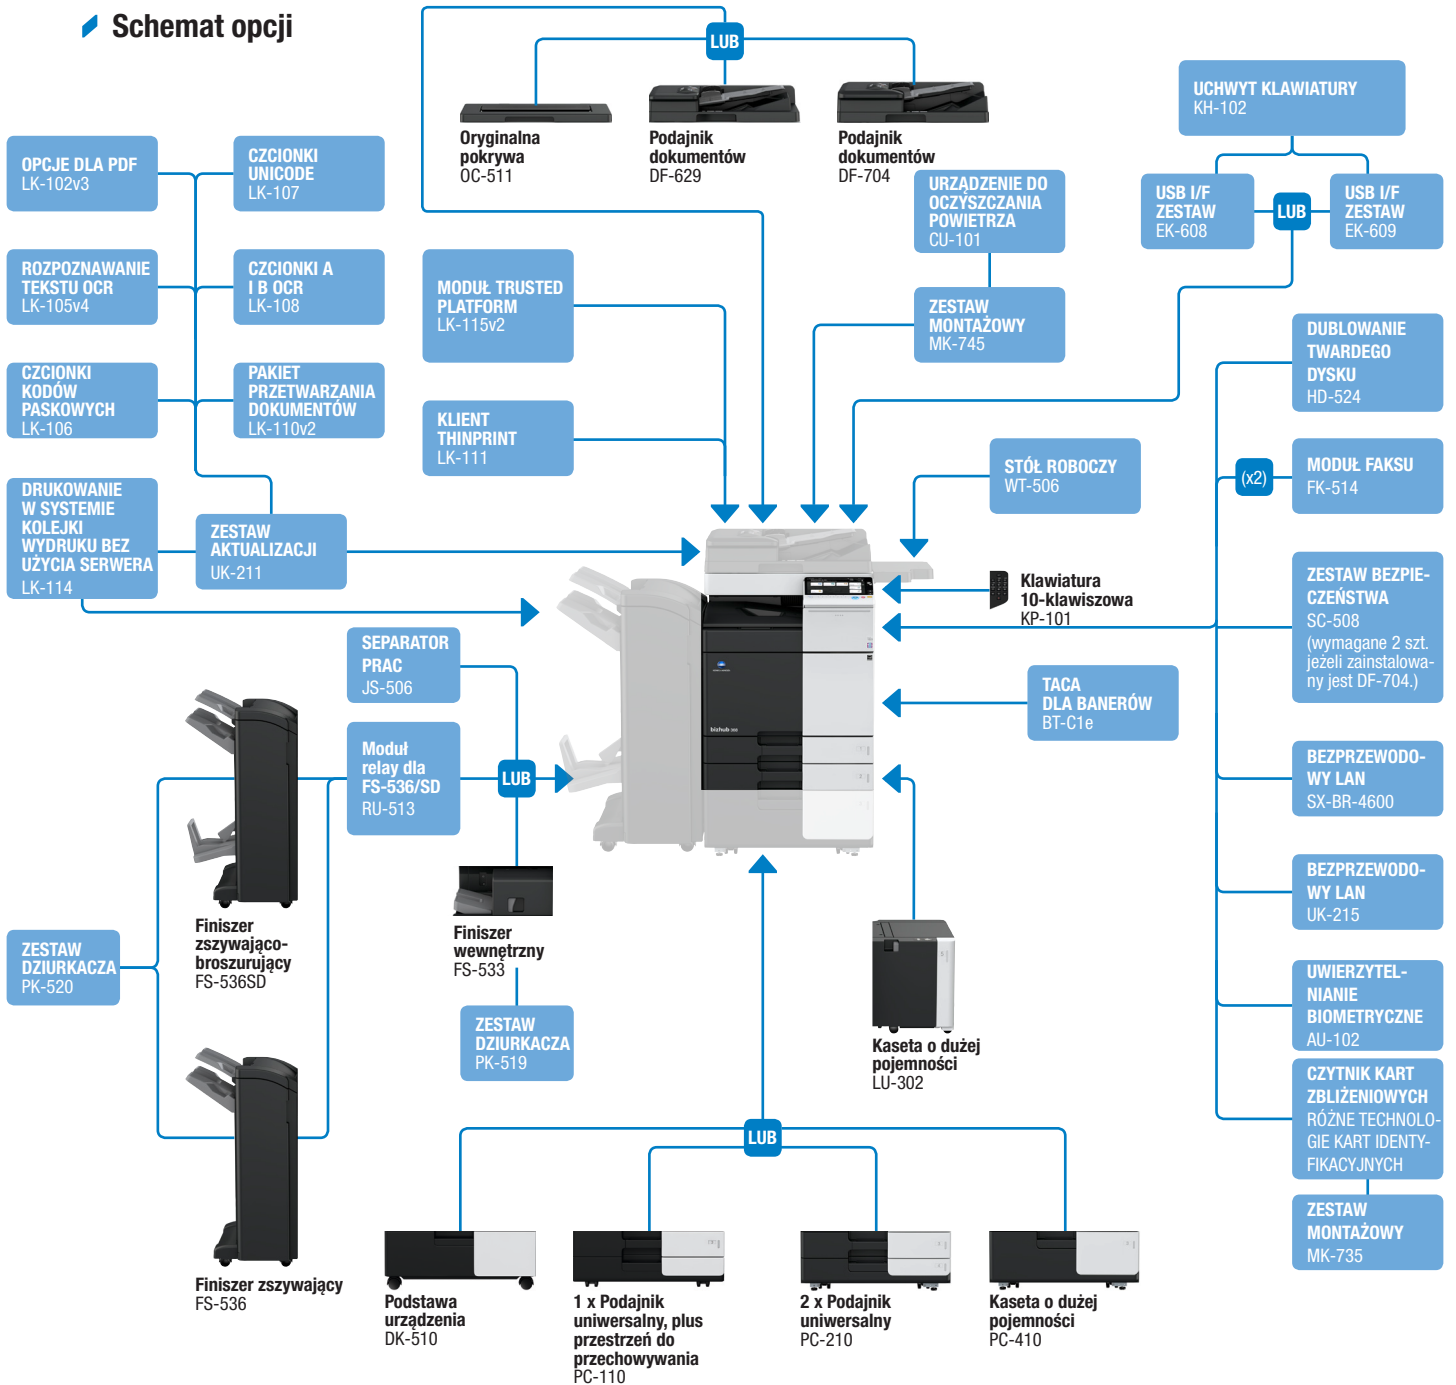 Schemat opcji
LUB
Oryginalna
pokrywa
OC-511
Podajnik
dokumentów
DF-629
Podajnik
dokumentów
DF-704
UCHWYT KLAWIATURY
KH-102
USB I/F
ZESTAW
EK-608
LUB
USB I/F
ZESTAW
EK-609
OPCJE DLA PDF
LK-102v3
CZCIONKI
UNICODE
LK-107
ROZPOZNAWANIE
TEKSTU OCR
LK-105v4
CZCIONKI A
I B OCR
LK-108
CZCIONKI
KODÓW
PASKOWYCH
LK-106
PAKIET
PRZETWARZANIA
DOKUMENTÓW
LK-110v2
DRUKOWANIE
W SYSTEMIE
KOLEJKI
WYDRUKU BEZ
UŻYCIA SERWERA
LK-114
ZESTAW
AKTUALIZACJI
UK-211
MODUŁ TRUSTED
PLATFORM
LK-115v2
KLIENT
THINPRINT
LK-111
URZĄDZENIE DO
OCZYSZCZANIA
POWIETRZA
CU-101
ZESTAW
MONTAŻOWY
MK-745
STÓŁ ROBOCZY
WT-506
Klawiatura
10-klawiszowa
KP-101
TACA
DLA BANERÓW
BT-C1e
DUBLOWANIE
TWARDEGO
DYSKU
HD-524
(x2)
MODUŁ FAKSU
FK-514
ZESTAW BEZPIE-
CZEŃSTWA
SC-508
(wymagane 2 szt.
jeżeli zainstalowa-
ny jest DF-704.)
BEZPRZEWODO-
WY LAN
SX-BR-4600
BEZPRZEWODO-
WY LAN
UK-215
UWIERZYTEL-
NIANIE
BIOMETRYCZNE
AU-102
CZYTNIK KART
ZBLIŻENIOWYCH
RÓŻNE TECHNOLO-
GIE KART IDENTY-
FIKACYJNYCH
ZESTAW
MONTAŻOWY
MK-735
SEPARATOR
PRAC
JS-506
Moduł
relay dla
FS-536/SD
RU-513
LUB
bizhub
Finiszer
zszywająco-
broszurujący
FS-536SD
Finiszer
wewnętrzny
FS-533
ZESTAW
DZIURKACZA
PK-520
ZESTAW
DZIURKACZA
PK-519
Kaseta o dużej
pojemności
LU-302
Finiszer zszywający
FS-536
LUB
Podstawa
urządzenia
DK-510
1 x Podajnik
uniwersalny, plus
przestrzeń do
przechowywania
PC-110
2 x Podajnik
uniwersalny
PC-210
Kaseta o dużej
pojemności
PC-410